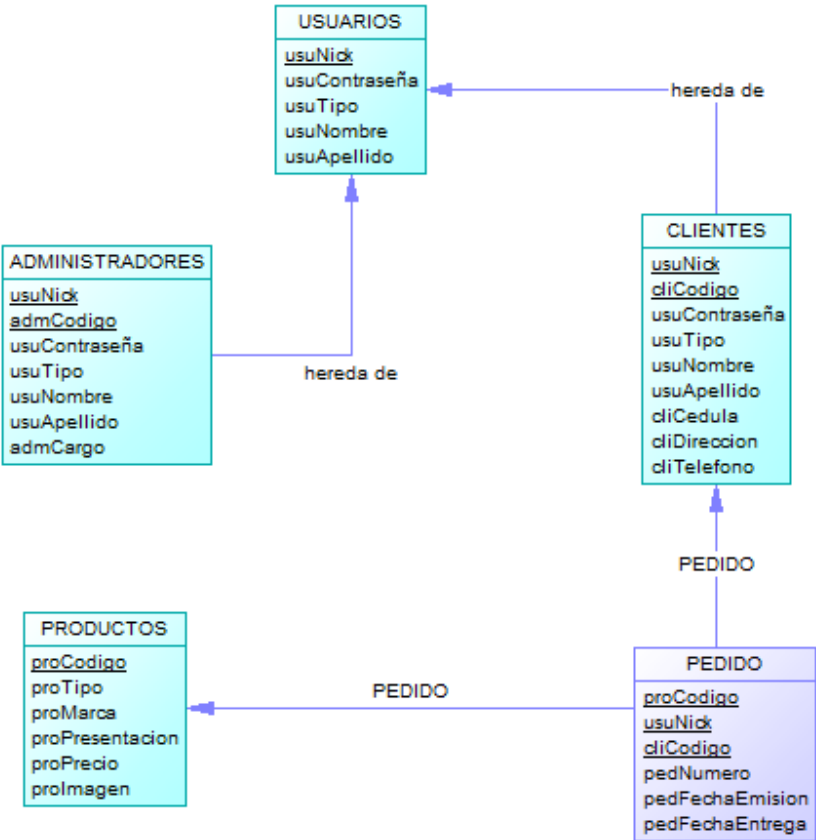 USUARIOS
usuNick
usuContraseña
usuTipo
usuNombre
usuApellido
hereda de
CLIENTES
usuNick
cliCodigo
usuContraseña
usuTipo
usuNombre
usuApellido
cliCedula
cliDireccion
cliTelefono
ADMINISTRADORES
usuNick
admCodigo
usuContraseña
usuTipo
usuNombre
usuApellido
admCargo
hereda de
PEDIDO
PRODUCTOS
proCodigo
proTipo
proMarca
proPresentacion
proPrecio
proImagen
PEDIDO
PEDIDO
proCodigo
usuNick
cliCodigo
pedNumero
pedFechaEmision
pedFechaEntrega